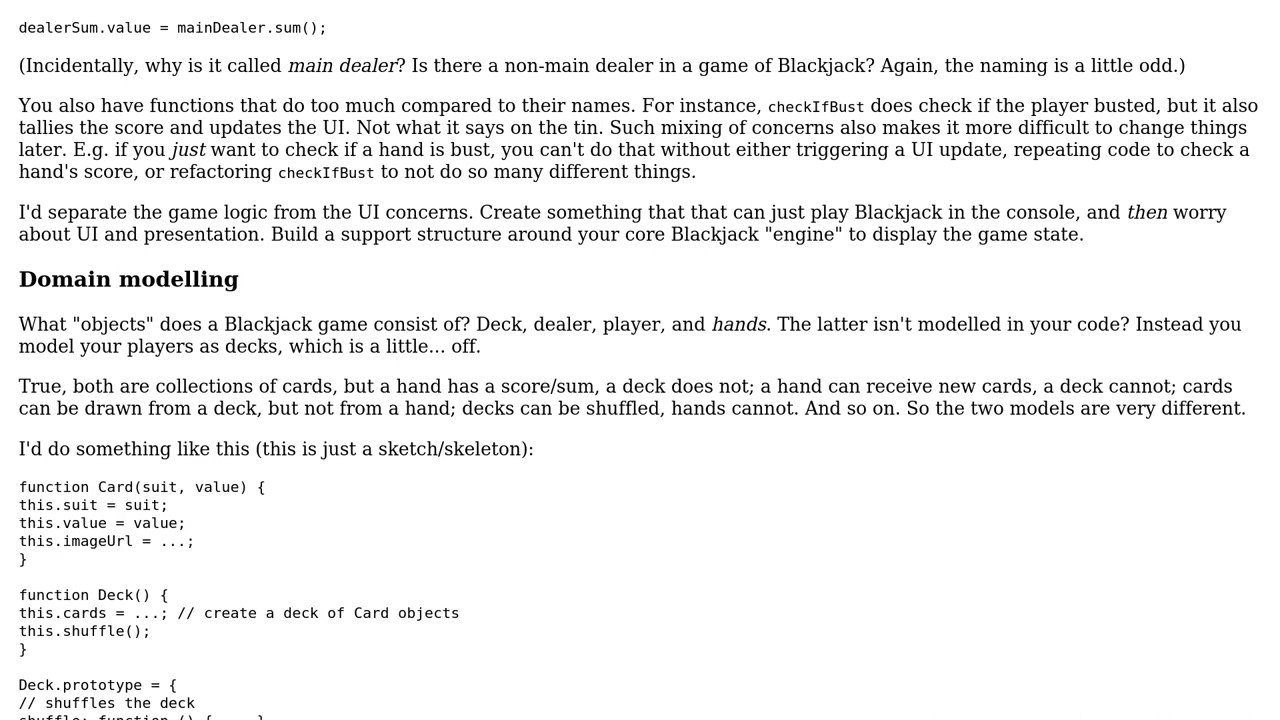 dealerSum.value = mainDealer.sum();
(Incidentally, why is it called main dealer? Is there a non-main dealer in a game of Blackjack? Again, the naming is a little odd.)
You also have functions that do too much compared to their names. For instance, checkIfBust does check if the player busted, but it also
tallies the score and updates the UI. Not what it says on the tin. Such mixing of concerns also makes it more difficult to change things
later. E.g. if you just want to check if a hand is bust, you can't do that without either triggering a UI update, repeating code to check a
hand's score, or refactoring checkIfBust to not do so many different things.
I'd separate the game logic from the UI concerns. Create something that that can just play Blackjack in the console, and then worry
about UI and presentation. Build a support structure around your core Blackjack "engine" to display the game state.
Domain modelling
What "objects" does a Blackjack game consist of? Deck, dealer, player, and hands. The latter isn't modelled in your code? Instead you
model your players as decks, which is a little... off.
True, both are collections of cards, but a hand has a score/sum, a deck does not; a hand can receive new cards, a deck cannot; cards
can be drawn from a deck, but not from a hand; decks can be shuffled, hands cannot. And so on. So the two models are very different.
I'd do something like this (this is just a sketch/skeleton):
function Card(suit, value) {
this.suit = suit;
this.value = value;
this.imageUrl = ...;
}
function Deck() {
this.cards = ...; // create a deck of Card objects
this.shuffle();
}
Deck.prototype = {
// shuffles the deck
shuffle: function () { ... }